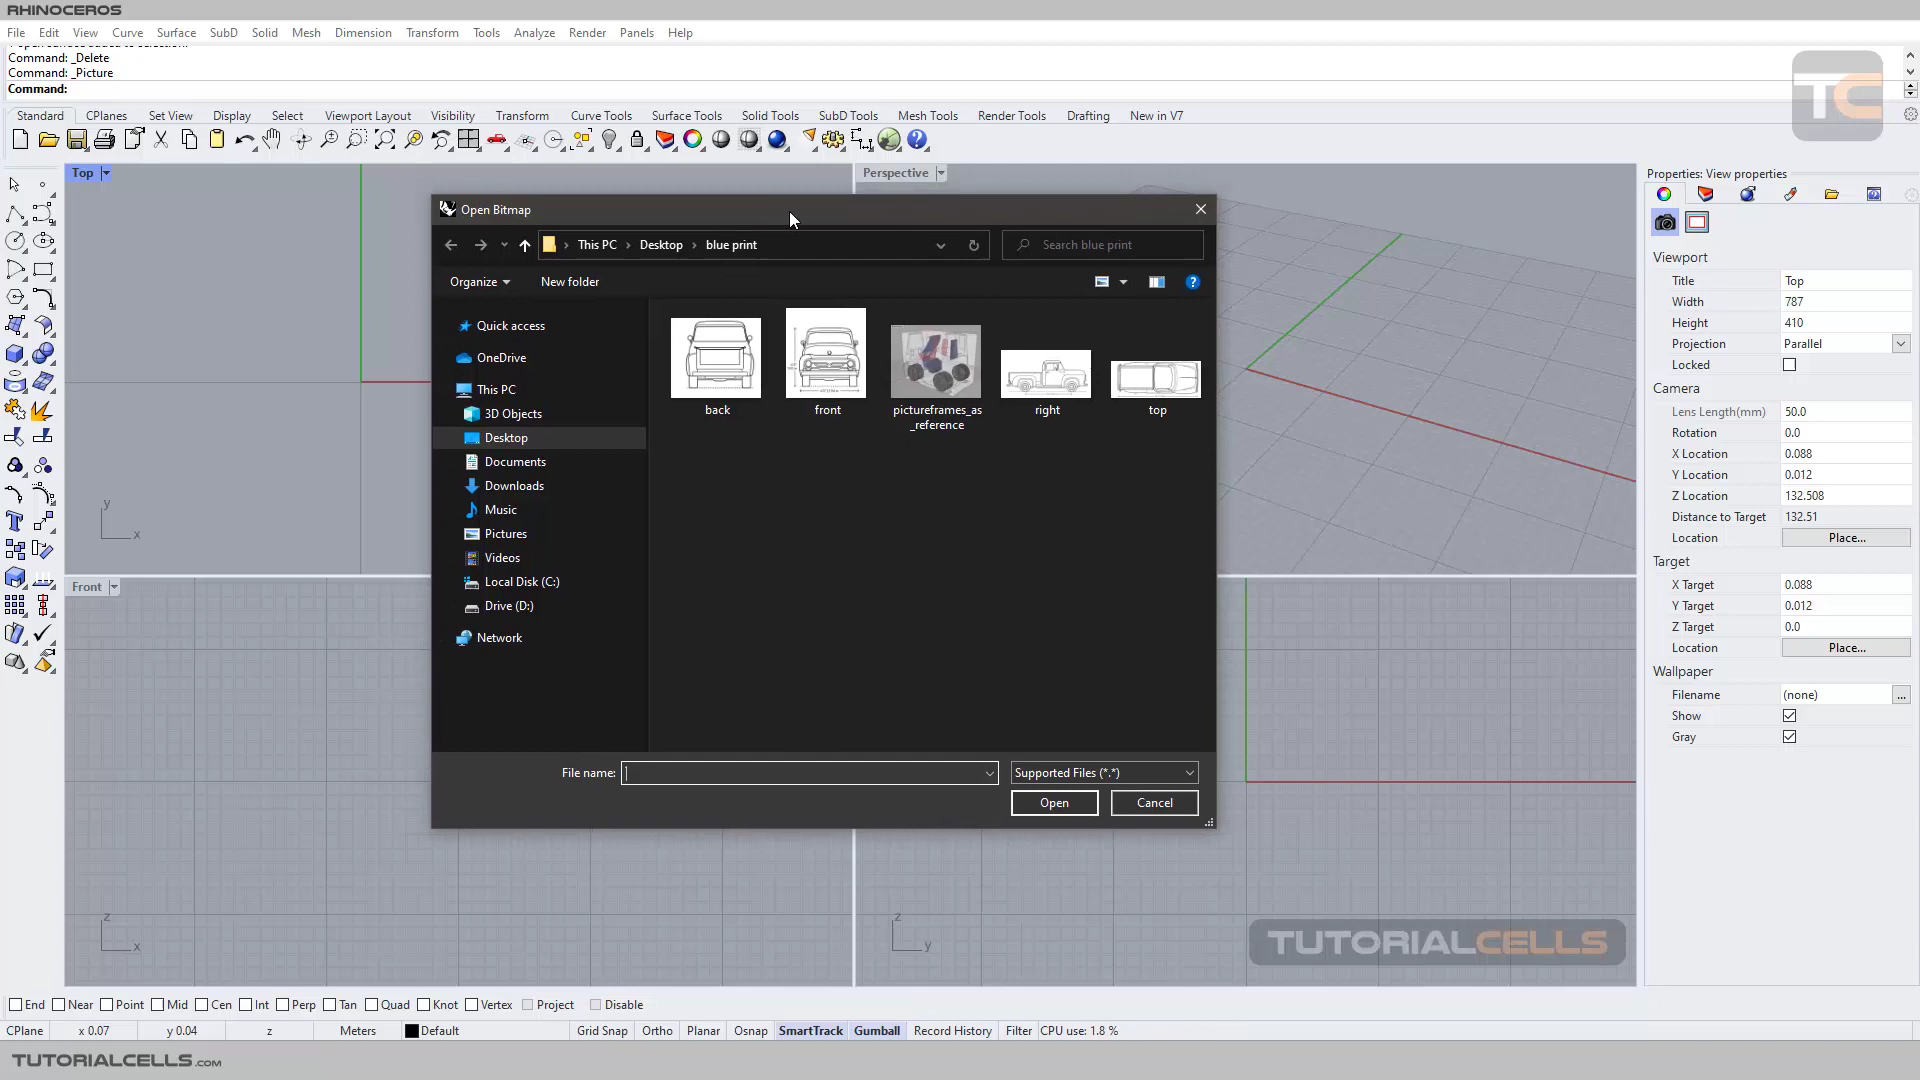 RHINOCEROS
File Edit View Curve Surface SubD Solid Mesh Dimension Transform Tools Analyze Render Panels Help
Command: _Delete
Command: _Picture
Command:
TC
Standard CPlanes Set View Display Select Viewport Layout Visibility Transform Curve Tools Surface Tools Solid Tools SubD Tools Mesh Tools Render Tools Drafting New in V7
Top
Perspective
Properties: View properties
Open Bitmap
This PC > Desktop > blue print
Search blue print
Organize
New folder
Quick access
OneDrive
This PC
3D Objects
Desktop
Documents
Downloads
Music
Pictures
Videos
Local Disk (C:)
Drive (D:)
Network
back
front
pictureframes_as
_reference
right
top
File name:
Supported Files (*.*)
Open
Cancel
y
x
Front
z
x
z
y
Viewport
Title Top
Width 787
Height 410
Projection Parallel
Locked
Camera
Lens Length(mm) 50.0
Rotation 0.0
X Location 0.088
Y Location 0.012
Z Location 132.508
Distance to Target 132.51
Location Place...
Target
X Target 0.088
Y Target 0.012
Z Target 0.0
Location Place...
Wallpaper
Filename (none) ...
Show
Gray
TUTORIALCELLS
End Near Point Mid Cen Int Perp Tan Quad Knot Vertex Project Disable
CPlane x 0.07 y 0.04 z Meters Default Grid Snap Ortho Planar Osnap SmartTrack Gumball Record History Filter CPU use: 1.8 %
TUTORIALCELLS.COM